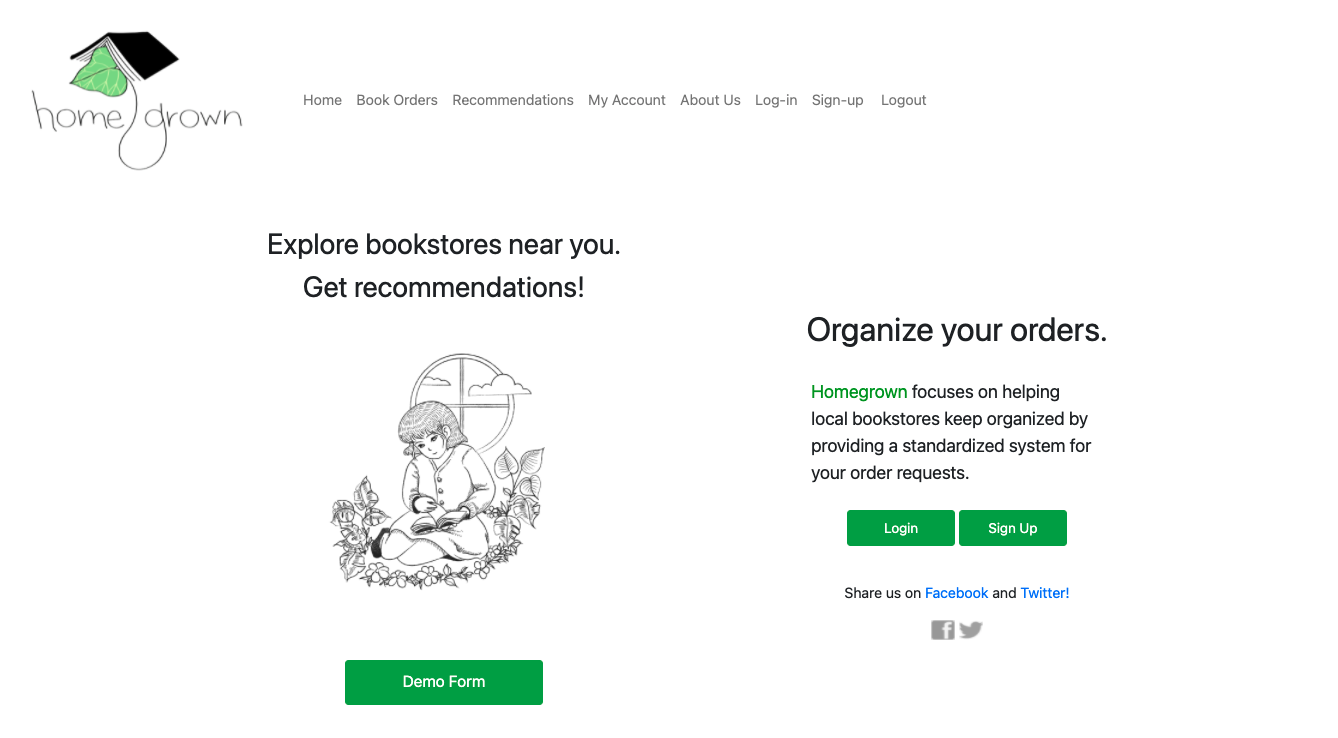 home grown
Home Book Orders Recommendations My Account About Us Log-in Sign-up Logout
Explore bookstores near you.
Get recommendations!
Demo Form
Organize your orders.
Homegrown focuses on helping
local bookstores keep organized by
providing a standardized system for
your order requests.
Login Sign Up
Share us on Facebook and Twitter!